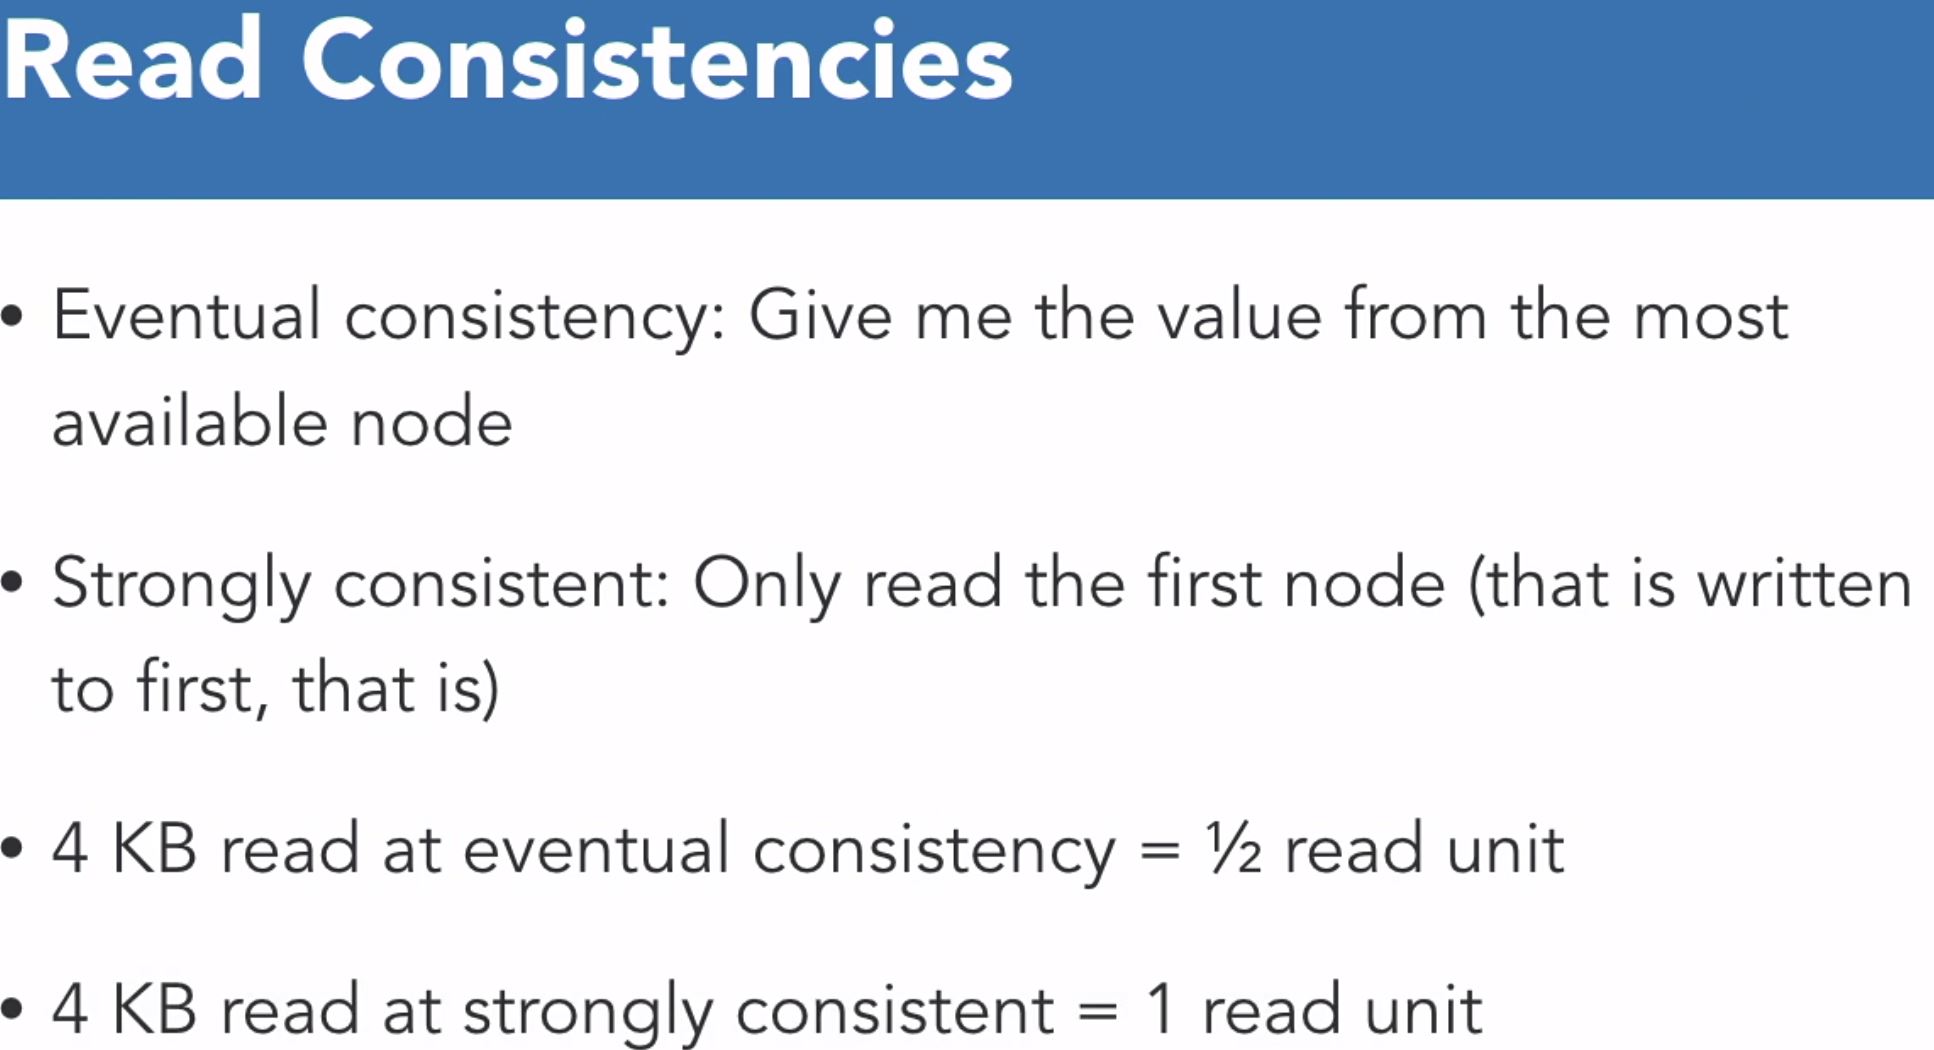 Read Consistencies
• Eventual consistency: Give me the value from the most
available node
• Strongly consistent: Only read the first node (that is written
to first, that is)
• 4 KB read at eventual consistency = ½ read unit
• 4 KB read at strongly consistent = 1 read unit